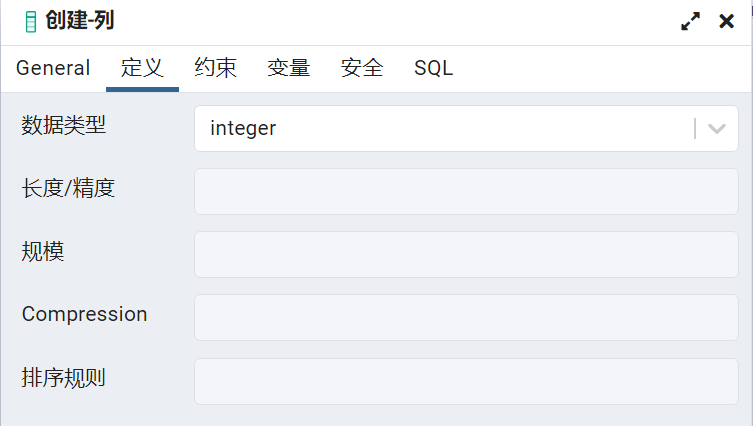 创建-列
General 定义 约束 变量 安全 SQL
数据类型 integer
长度/精度
规模
Compression
排序规则